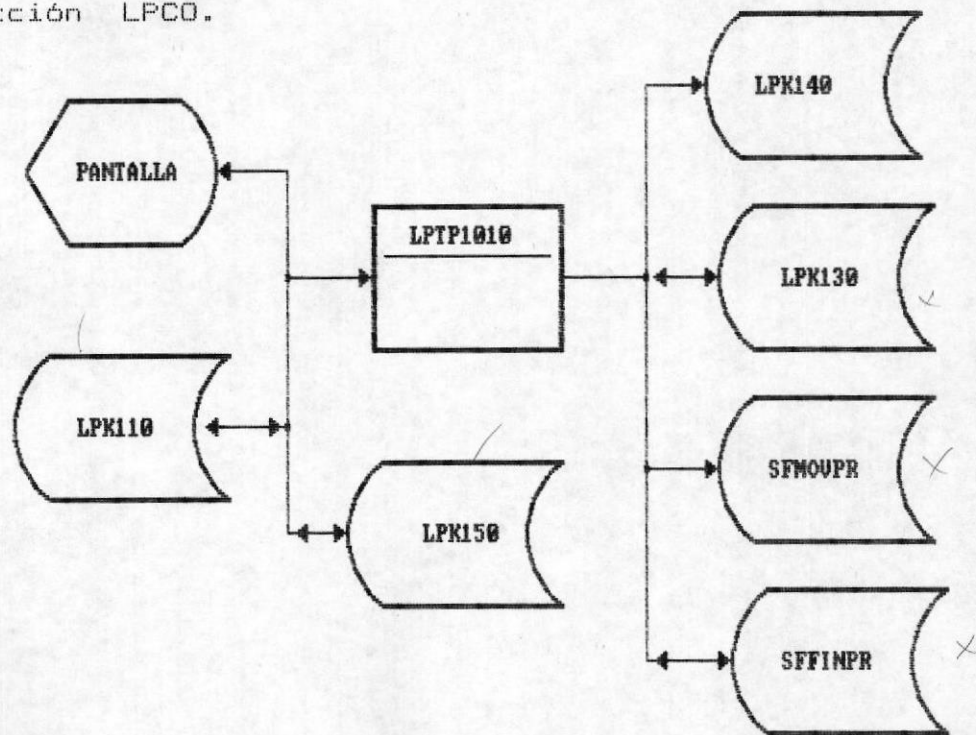 cción LPCO.
LPK140
PANTALLA
LPTP1010
LPK130
LPK110
SFMOVPR
LPK150
SFFINPR